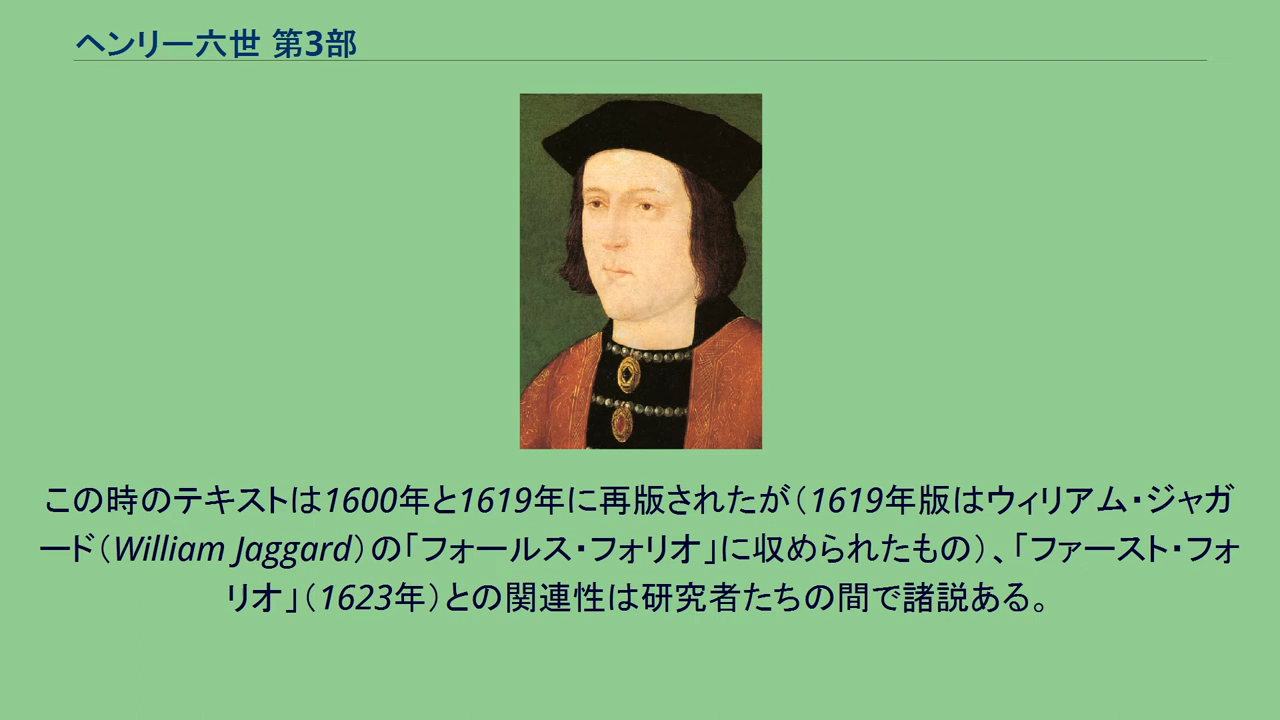 ヘンリー六世 第3部
この時のテキストは1600年と1619年に再版されたが（1619年版はウィリアム・ジャガ
ード（William Jaggard）の「フォールス・フォリオ」に収められたもの）、「ファースト・フォ
リオ」（1623年）との関連性は研究者たちの間で諸説ある。